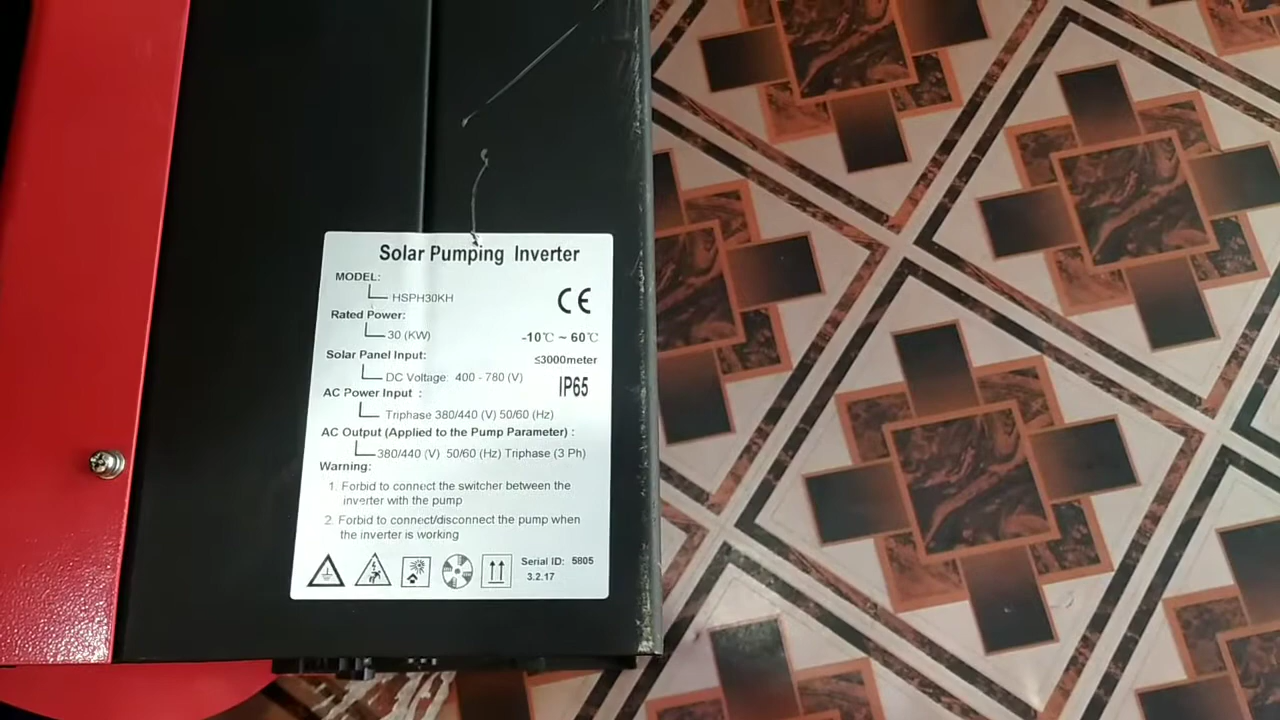 Solar Pumping Inverter
MODEL:
HSPH30KH
CE
Rated Power:
30 (KW)
-10℃ ~ 60℃
Solar Panel Input:
≤3000meter
DC Voltage: 400 - 780 (V)
IP65
AC Power Input :
Triphase 380/440 (V) 50/60 (Hz)
AC Output (Applied to the Pump Parameter) :
380/440 (V) 50/60 (Hz) Triphase (3 Ph)
Warning:
1. Forbid to connect the switcher between the
inverter with the pump
2. Forbid to connect/disconnect the pump when
the inverter is working
Serial ID: 5805
3.2.17